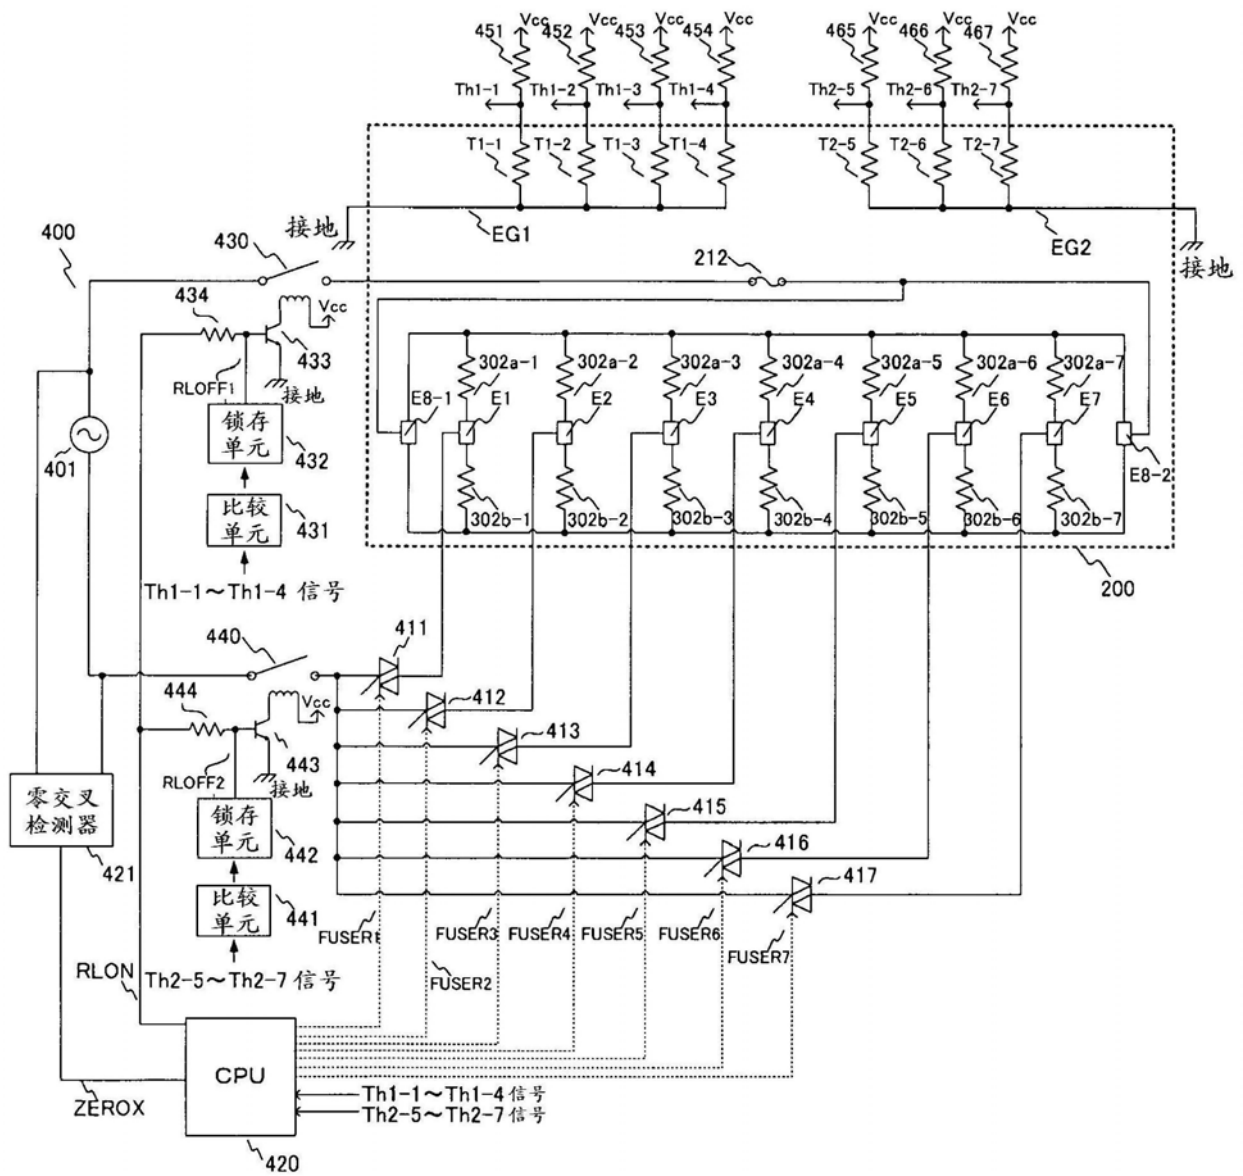 Vcc Vcc Vcc Vcc Vcc Vcc Vcc
451 452 453 454 465 466 467
Th1-1 Th1-2 Th1-3 Th1-4 Th2-5 Th2-6 Th2-7
T1-1 T1-2 T1-3 T1-4 T2-5 T2-6 T2-7
接地 EG1 EG2 接地
400 430 212
434 Vcc
433
RLOFF1 接地
302a-1 302a-2 302a-3 302a-4 302a-5 302a-6 302a-7
E8-1 E1 E2 E3 E4 E5 E6 E7 E8-2
401
锁存
单元
432
302b-1 302b-2 302b-3 302b-4 302b-5 302b-6 302b-7
比较
单元
431
200
Th1-1～Th1-4 信号
440 411
444 Vcc 412
443 413
RLOFF2 接地 414
零交叉
检测器
421
锁存
单元
442
415
416
417
比较
单元
441
FUSER1 FUSER3 FUSER4 FUSER5 FUSER6 FUSER7
FUSER2
RLON
Th2-5～Th2-7 信号
CPU
ZEROX
Th1-1～Th1-4 信号
Th2-5～Th2-7 信号
420